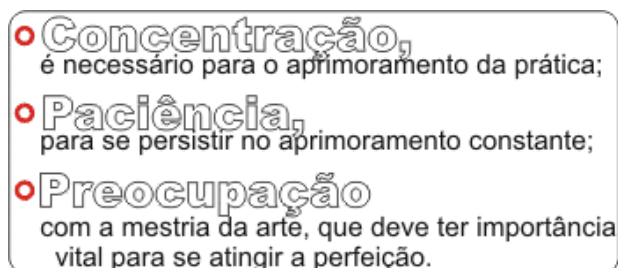 Concentração,
é necessário para o aprimoramento da prática;
Paciência,
para se persistir no aprimoramento constante;
Preocupação
com a mestria da arte, que deve ter importância
vital para se atingir a perfeição.